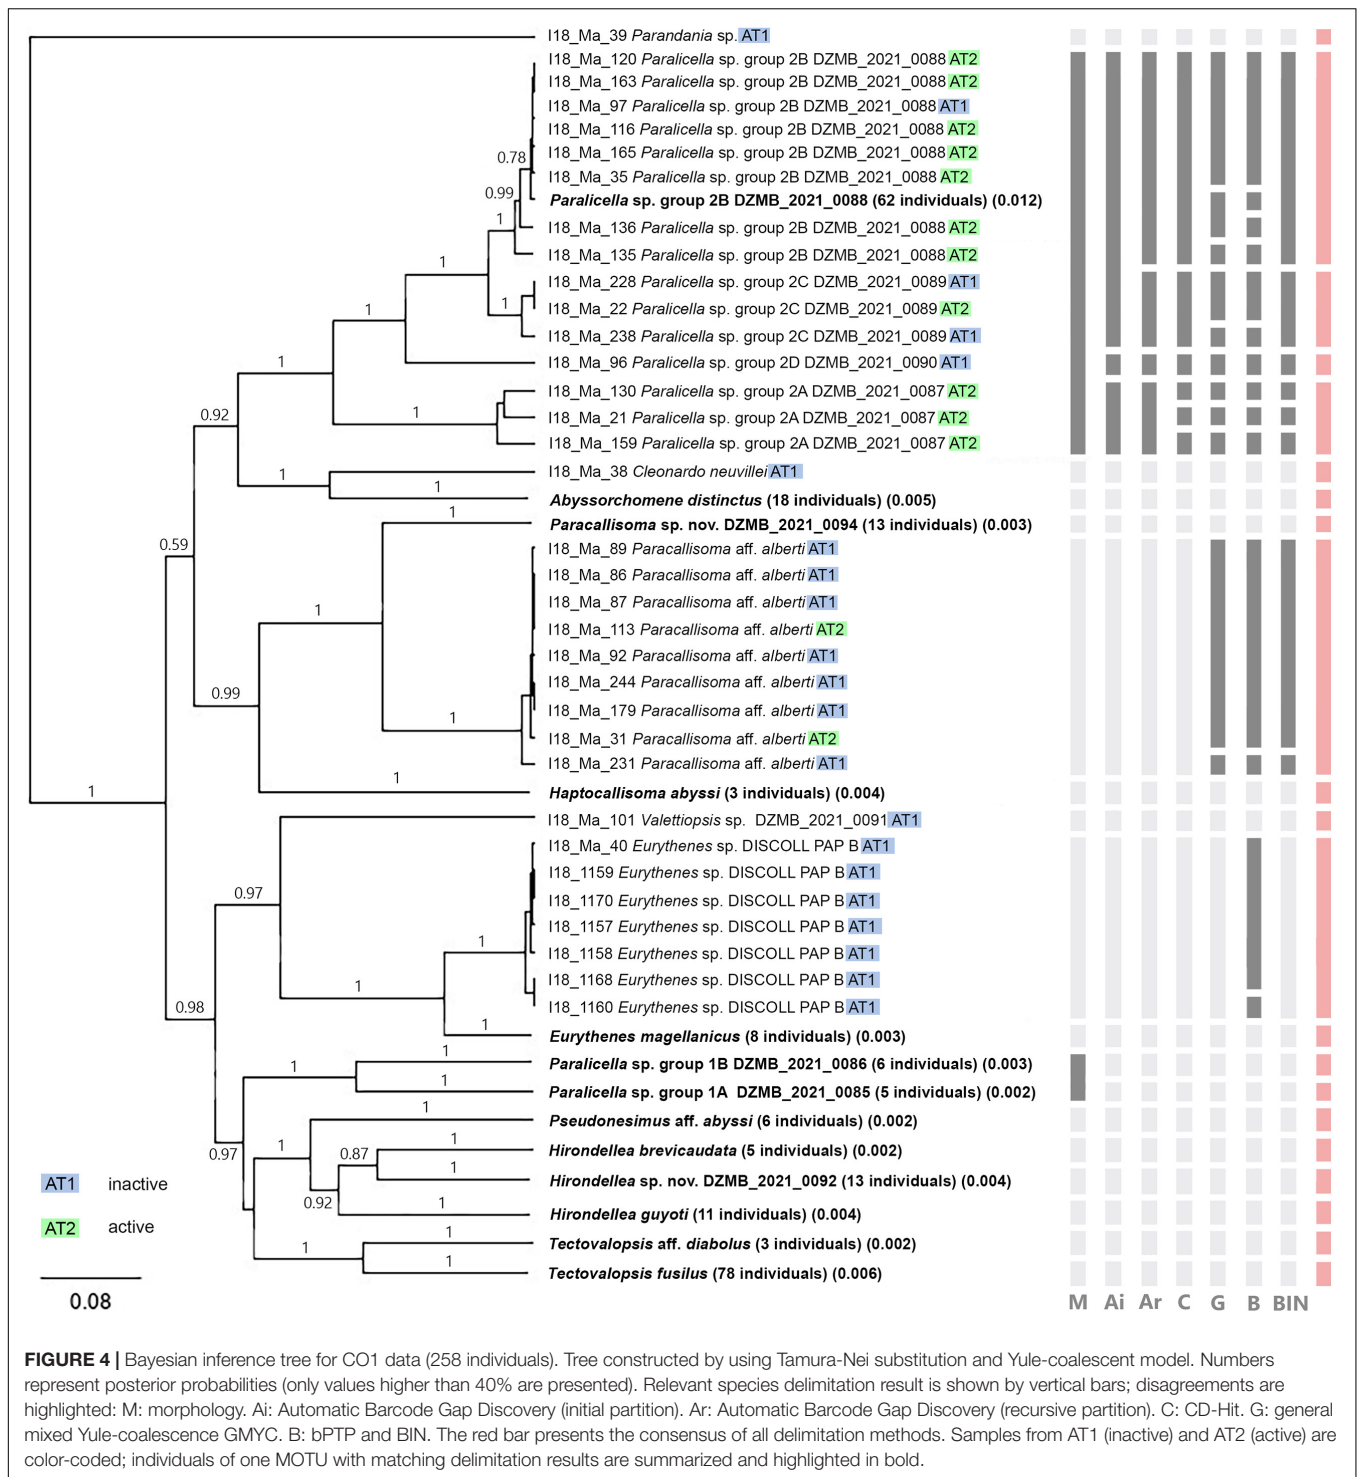 I18_Ma_39 Parandania sp. AT1
I18_Ma_120 Paralicella sp. group 2B DZMB_2021_0088 AT2
I18_Ma_163 Paralicella sp. group 2B DZMB_2021_0088 AT2
I18_Ma_97 Paralicella sp. group 2B DZMB_2021_0088 AT1
I18_Ma_116 Paralicella sp. group 2B DZMB_2021_0088 AT2
I18_Ma_165 Paralicella sp. group 2B DZMB_2021_0088 AT2
0.78
I18_Ma_35 Paralicella sp. group 2B DZMB_2021_0088 AT2
0.99
Paralicella sp. group 2B DZMB_2021_0088 (62 individuals) (0.012)
1
I18_Ma_136 Paralicella sp. group 2B DZMB_2021_0088 AT2
I18_Ma_135 Paralicella sp. group 2B DZMB_2021_0088 AT2
1
I18_Ma_228 Paralicella sp. group 2C DZMB_2021_0089 AT1
1
I18_Ma_22 Paralicella sp. group 2C DZMB_2021_0089 AT2
1
I18_Ma_238 Paralicella sp. group 2C DZMB_2021_0089 AT1
1
I18_Ma_96 Paralicella sp. group 2D DZMB_2021_0090 AT1
I18_Ma_130 Paralicella sp. group 2A DZMB_2021_0087 AT2
0.92
1
I18_Ma_21 Paralicella sp. group 2A DZMB_2021_0087 AT2
I18_Ma_159 Paralicella sp. group 2A DZMB_2021_0087 AT2
1
I18_Ma_38 Cleonardo neuvillei AT1
1
Abyssorchomene distinctus (18 individuals) (0.005)
1
Paracallisoma sp. nov. DZMB_2021_0094 (13 individuals) (0.003)
0.59
I18_Ma_89 Paracallisoma aff. alberti AT1
I18_Ma_86 Paracallisoma aff. alberti AT1
I18_Ma_87 Paracallisoma aff. alberti AT1
1
I18_Ma_113 Paracallisoma aff. alberti AT2
I18_Ma_92 Paracallisoma aff. alberti AT1
I18_Ma_244 Paracallisoma aff. alberti AT1
0.99
I18_Ma_179 Paracallisoma aff. alberti AT1
1
I18_Ma_31 Paracallisoma aff. alberti AT2
I18_Ma_231 Paracallisoma aff. alberti AT1
1
1
Haptocallisoma abyssi (3 individuals) (0.004)
I18_Ma_101 Valettiopsis sp. DZMB_2021_0091 AT1
I18_Ma_40 Eurythenes sp. DISCOLL PAP B AT1
I18_1159 Eurythenes sp. DISCOLL PAP B AT1
0.97
I18_1170 Eurythenes sp. DISCOLL PAP B AT1
I18_1157 Eurythenes sp. DISCOLL PAP B AT1
1
I18_1158 Eurythenes sp. DISCOLL PAP B AT1
1
I18_1168 Eurythenes sp. DISCOLL PAP B AT1
0.98
I18_1160 Eurythenes sp. DISCOLL PAP B AT1
1
Eurythenes magellanicus (8 individuals) (0.003)
1
1
Paralicella sp. group 1B DZMB_2021_0086 (6 individuals) (0.003)
1
Paralicella sp. group 1A DZMB_2021_0085 (5 individuals) (0.002)
1
Pseudonesimus aff. abyssi (6 individuals) (0.002)
0.97
1
0.87
1
Hirondellea brevicaudata (5 individuals) (0.002)
1
Hirondellea sp. nov. DZMB_2021_0092 (13 individuals) (0.004)
0.92
1
Hirondellea guyoti (11 individuals) (0.004)
1
1
Tectovalopsis aff. diabolus (3 individuals) (0.002)
1
Tectovalopsis fusilus (78 individuals) (0.006)
AT1 inactive
AT2 active
0.08
M Ai Ar C G B BIN
FIGURE 4 | Bayesian inference tree for CO1 data (258 individuals). Tree constructed by using Tamura-Nei substitution and Yule-coalescent model. Numbers
represent posterior probabilities (only values higher than 40% are presented). Relevant species delimitation result is shown by vertical bars; disagreements are
highlighted: M: morphology. Ai: Automatic Barcode Gap Discovery (initial partition). Ar: Automatic Barcode Gap Discovery (recursive partition). C: CD-Hit. G: general
mixed Yule-coalescence GMYC. B: bPTP and BIN. The red bar presents the consensus of all delimitation methods. Samples from AT1 (inactive) and AT2 (active) are
color-coded; individuals of one MOTU with matching delimitation results are summarized and highlighted in bold.